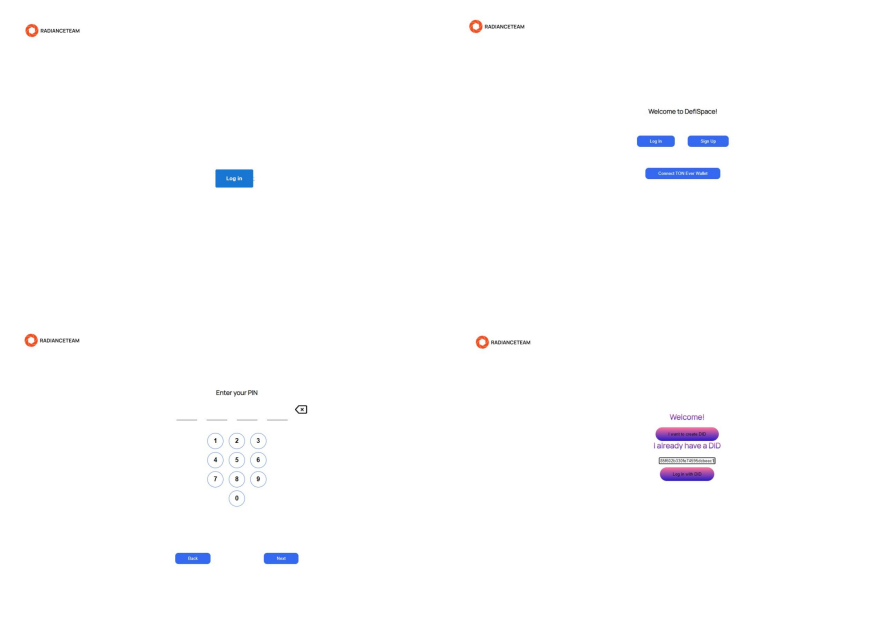 RADIANCETEAM
Log in
RADIANCETEAM
Welcome to DefiSpace!
Log In
Sign Up
Connect TON Ever Wallet
RADIANCETEAM
Enter your PIN
1 2 3
4 5 6
7 8 9
0
Back
Next
RADIANCETEAM
Welcome!
I want to create DID
I already have a DID
Log in with DID